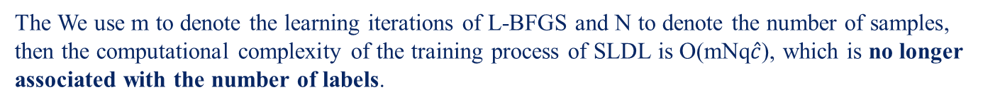 The We use m to denote the learning iterations of L-BFGS and N to denote the number of samples,
then the computational complexity of the training process of SLDL is O(mNqĉ), which is no longer
associated with the number of labels.